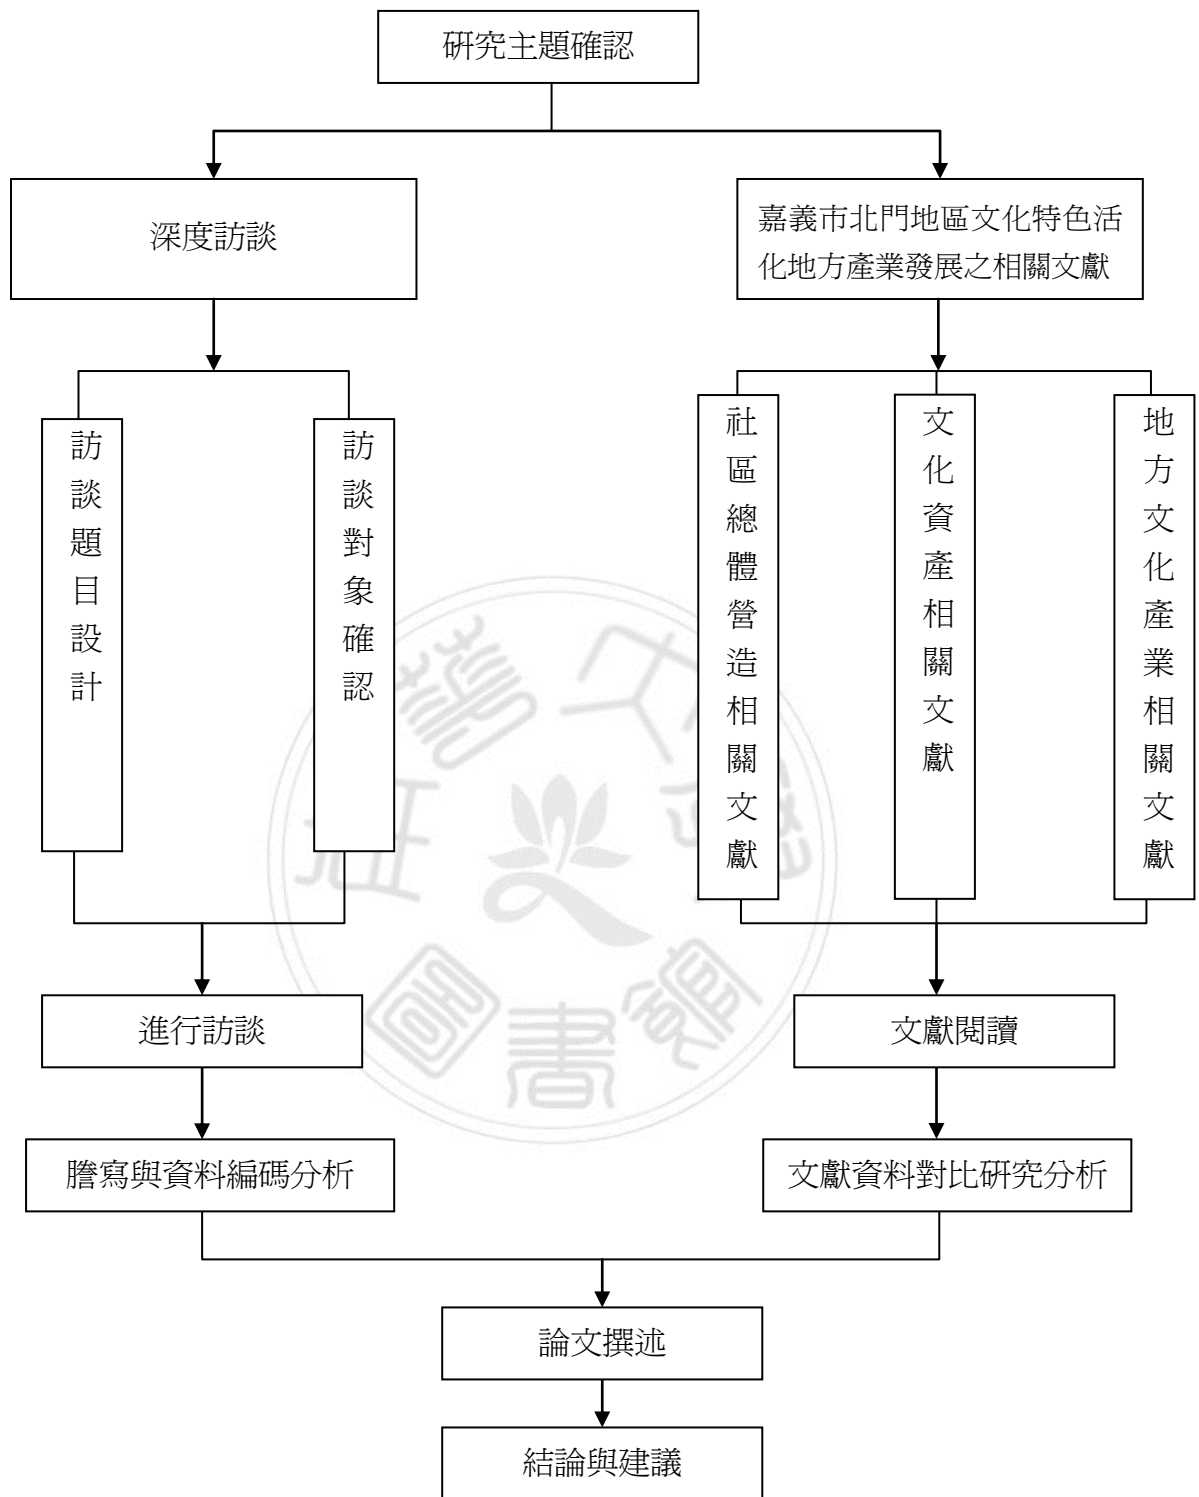 研究主題確認
深度訪談
嘉義市北門地區文化特色活
化地方產業發展之相關文獻
訪談題目設計
訪談對象確認
社區總體營造相關文獻
文化資產相關文獻
地方文化產業相關文獻
進行訪談
文獻閱讀
謄寫與資料編碼分析
文獻資料對比研究分析
論文撰述
結論與建議